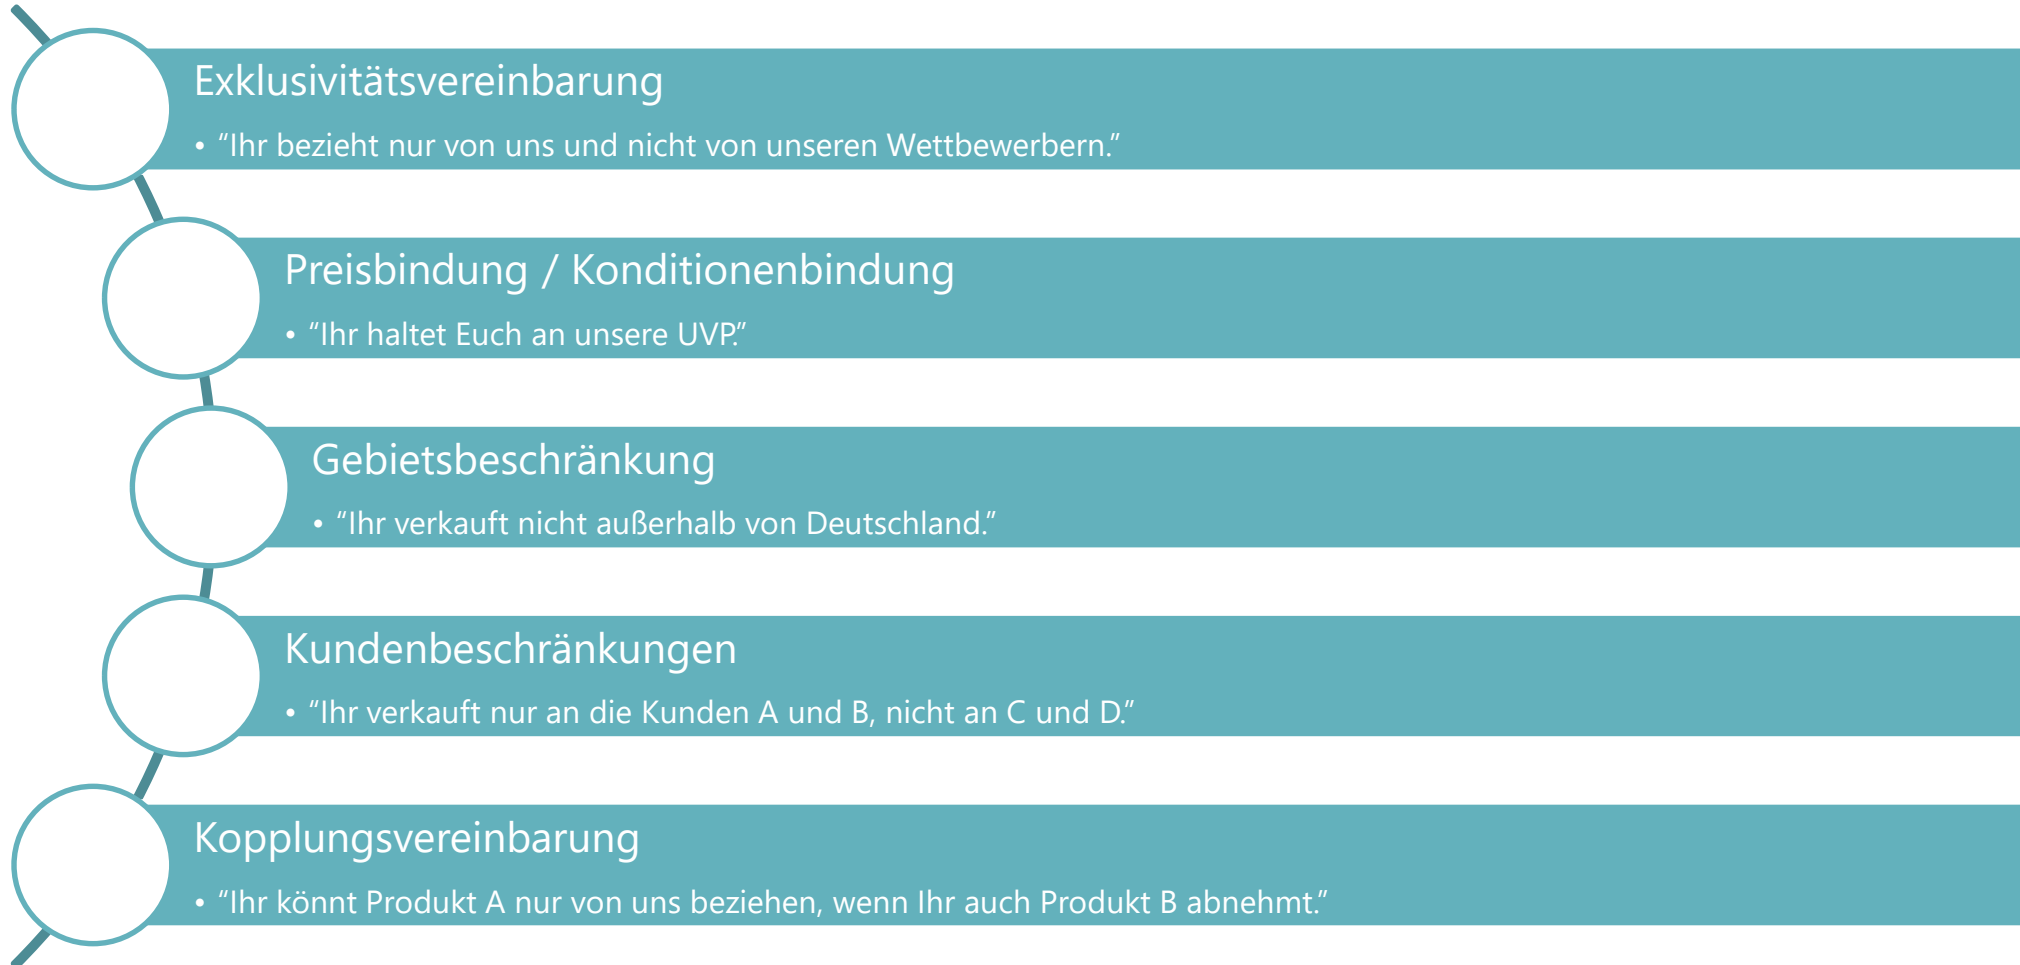 Exklusivitätsvereinbarung
• “Ihr bezieht nur von uns und nicht von unseren Wettbewerbern.”
Preisbindung / Konditionenbindung
• “Ihr haltet Euch an unsere UVP.”
Gebietsbeschränkung
• “Ihr verkauft nicht außerhalb von Deutschland.”
Kundenbeschränkungen
• “Ihr verkauft nur an die Kunden A und B, nicht an C und D.”
Kopplungsvereinbarung
• “Ihr könnt Produkt A nur von uns beziehen, wenn Ihr auch Produkt B abnehmt.”